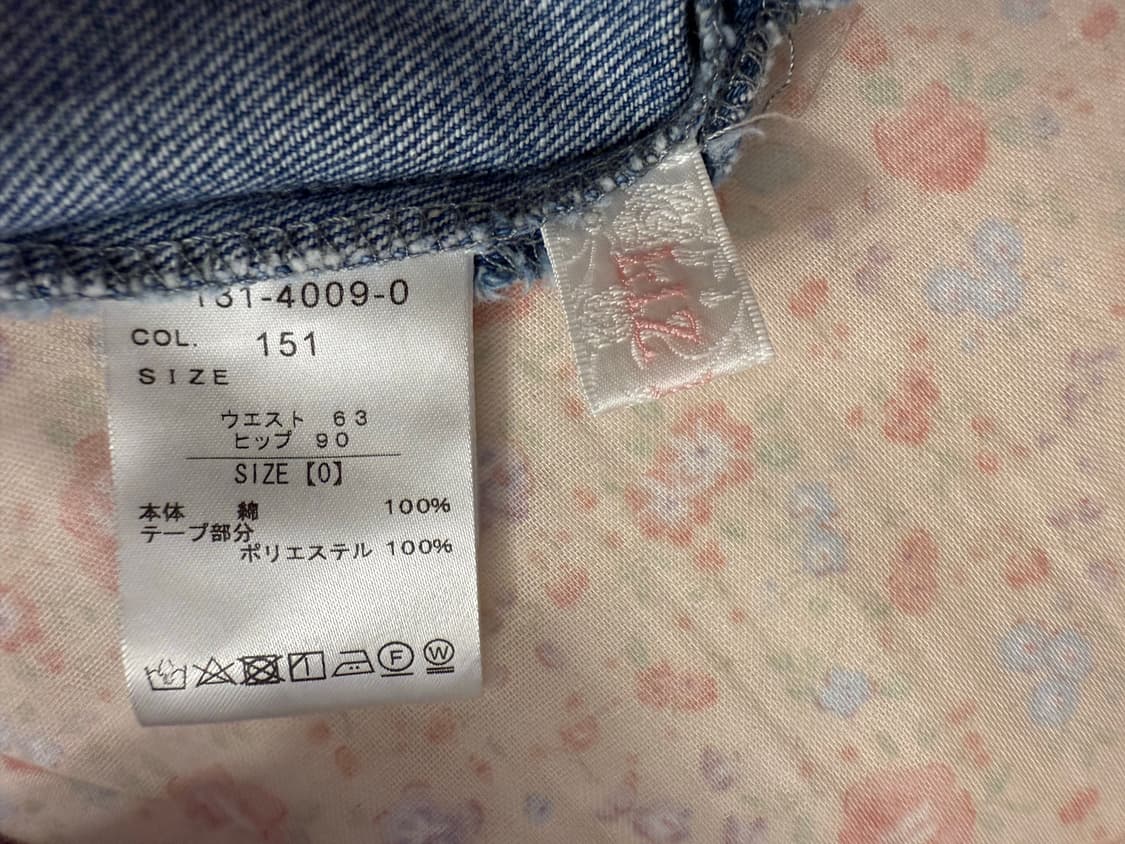 131-4009-0
COL. 151
SIZE
ウエスト 63
ヒップ 90
SIZE【0】
本体 綿 100%
テープ部分
ポリエステル 100%
F
W